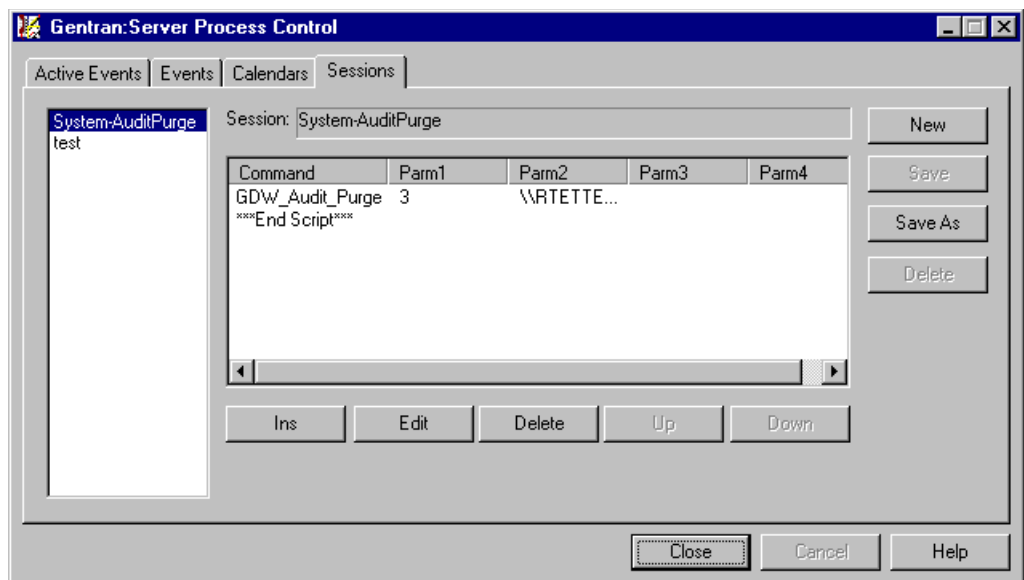 Gentran:Server Process Control
Active Events Events Calendars Sessions
System-AuditPurge
test
Session: System-AuditPurge
Command Parm1 Parm2 Parm3 Parm4
GDW_Audit_Purge 3 \\RTETTE...
***End Script***
New
Save
Save As
Delete
Ins Edit Delete Up Down
Close Cancel Help